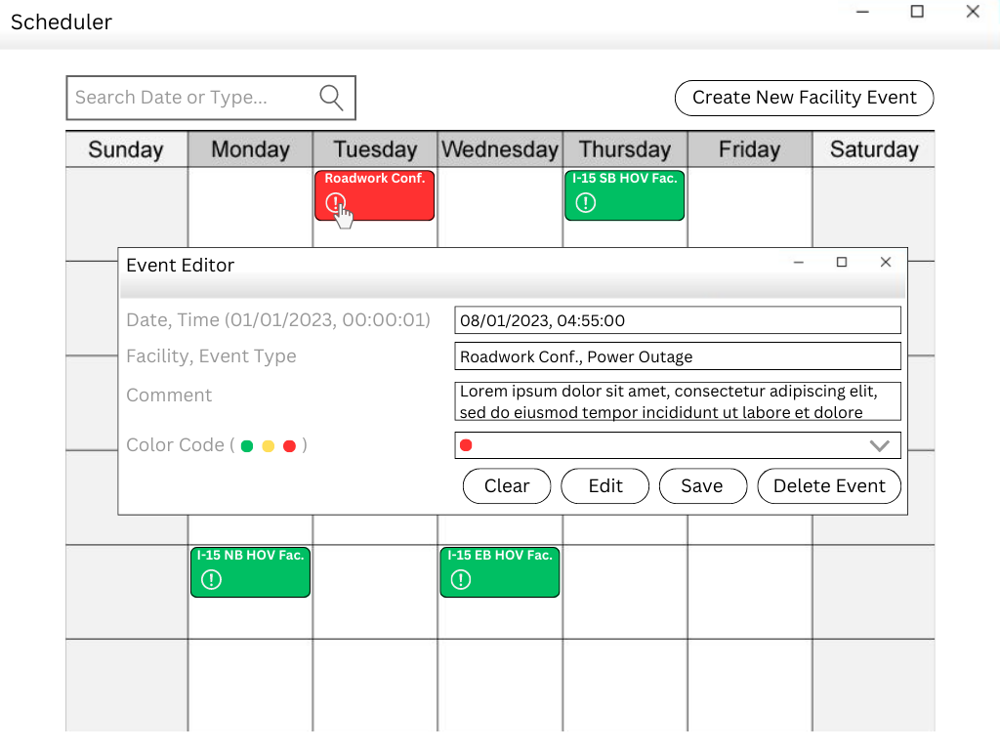 Scheduler
Search Date or Type...
Create New Facility Event
Sunday Monday Tuesday Wednesday Thursday Friday Saturday
Roadwork Conf.
I-15 SB HOV Fac.
Event Editor
Date, Time (01/01/2023, 00:00:01)
08/01/2023, 04:55:00
Facility, Event Type
Roadwork Conf., Power Outage
Comment
Lorem ipsum dolor sit amet, consectetur adipiscing elit,
sed do eiusmod tempor incididunt ut labore et dolore
Color Code ( )
Clear
Edit
Save
Delete Event
I-15 NB HOV Fac.
I-15 EB HOV Fac.